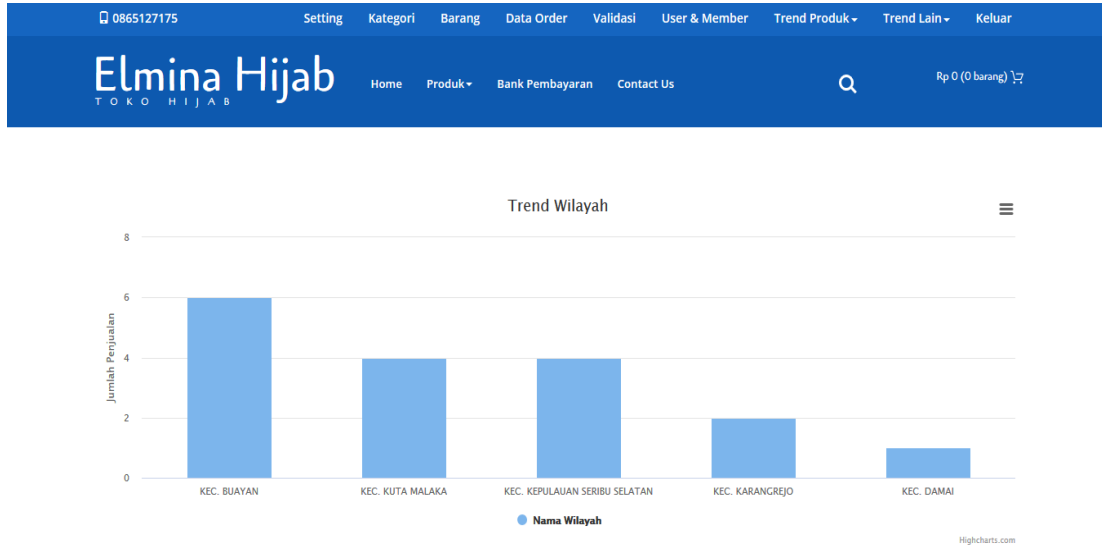 0865127175 Setting Kategori Barang Data Order Validasi User & Member Trend Produk Trend Lain Keluar
Elmina Hijab
TOKO HIJAB
Home Produk Bank Pembayaran Contact Us
Rp 0 (0 barang)
Trend Wilayah
Jumlah Penjualan
8
6
4
2
0
KEC. BUAYAN KEC. KUTA MALAKA KEC. KEPULAUAN SERIBU SELATAN KEC. KARANGREJO KEC. DAMAI
Nama Wilayah
Highcharts.com